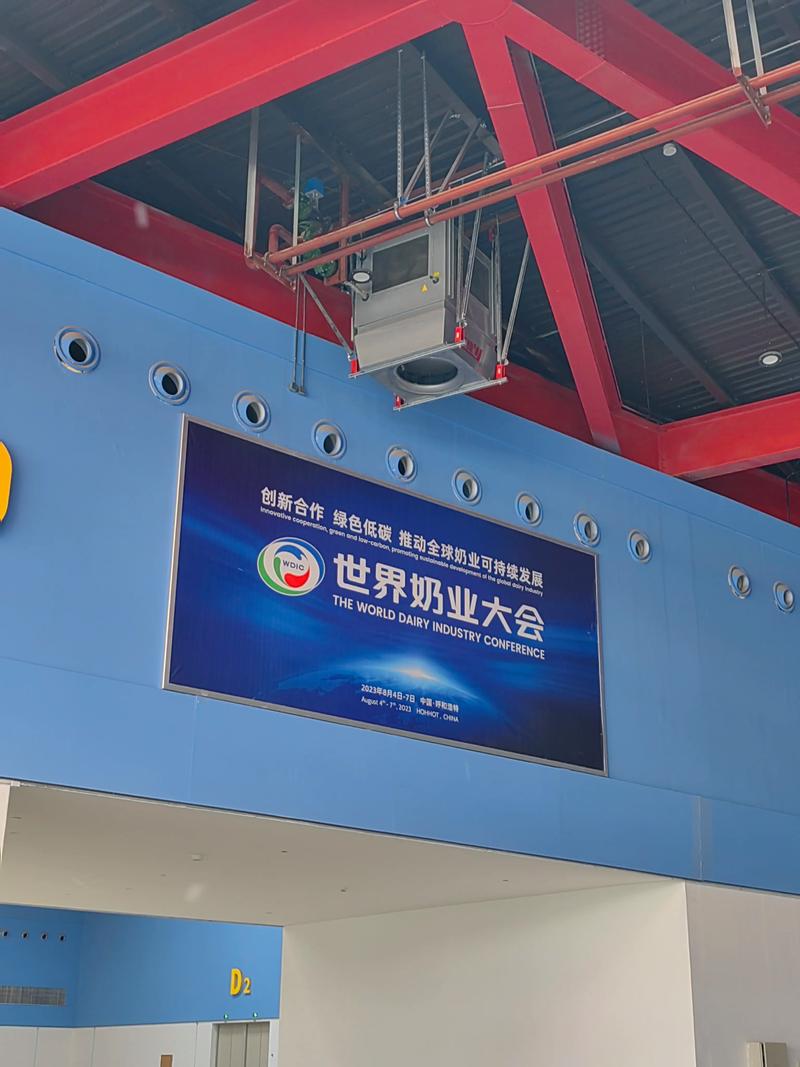 创新合作 绿色低碳 推动全球奶业可持续发展
Innovative cooperation, green and low-carbon, promoting sustainable development of the global dairy industry
WDIC
世界奶业大会
THE WORLD DAIRY INDUSTRY CONFERENCE
2023年8月4日-7日 中国·呼和浩特
August 4th - 7th, 2023 HOHHOT, CHINA
D2